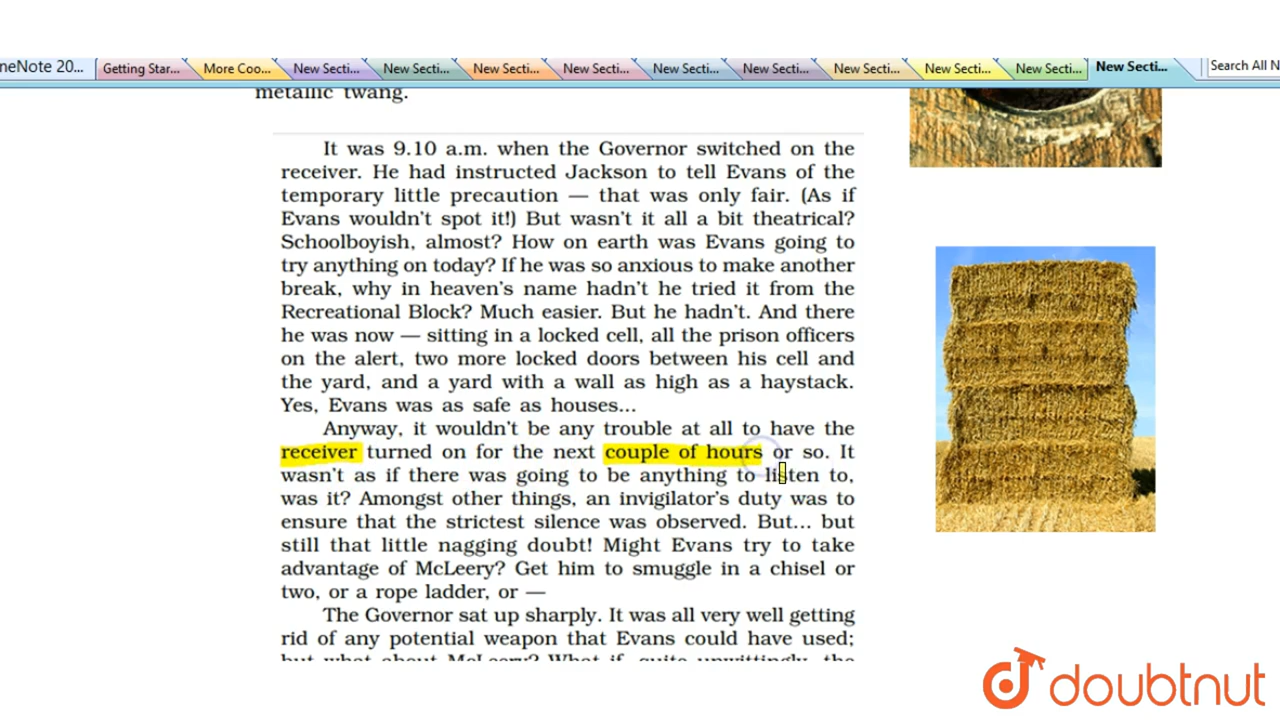 neNote 20...
Getting Star...
More Coo...
New Secti...
New Secti...
New Secti...
New Secti...
New Secti...
New Secti...
New Secti...
New Secti...
New Secti...
New Secti...
Search All N
metallic twang.
It was 9.10 a.m. when the Governor switched on the
receiver. He had instructed Jackson to tell Evans of the
temporary little precaution — that was only fair. (As if
Evans wouldn't spot it!) But wasn't it all a bit theatrical?
Schoolboyish, almost? How on earth was Evans going to
try anything on today? If he was so anxious to make another
break, why in heaven's name hadn't he tried it from the
Recreational Block? Much easier. But he hadn't. And there
he was now — sitting in a locked cell, all the prison officers
on the alert, two more locked doors between his cell and
the yard, and a yard with a wall as high as a haystack.
Yes, Evans was as safe as houses...
Anyway, it wouldn't be any trouble at all to have the
receiver turned on for the next couple of hours or so. It
wasn't as if there was going to be anything to listen to,
was it? Amongst other things, an invigilator's duty was to
ensure that the strictest silence was observed. But... but
still that little nagging doubt! Might Evans try to take
advantage of McLeery? Get him to smuggle in a chisel or
two, or a rope ladder, or —
The Governor sat up sharply. It was all very well getting
rid of any potential weapon that Evans could have used;
but what about McLeery? What if, quite unwittingly, the
doubtnut